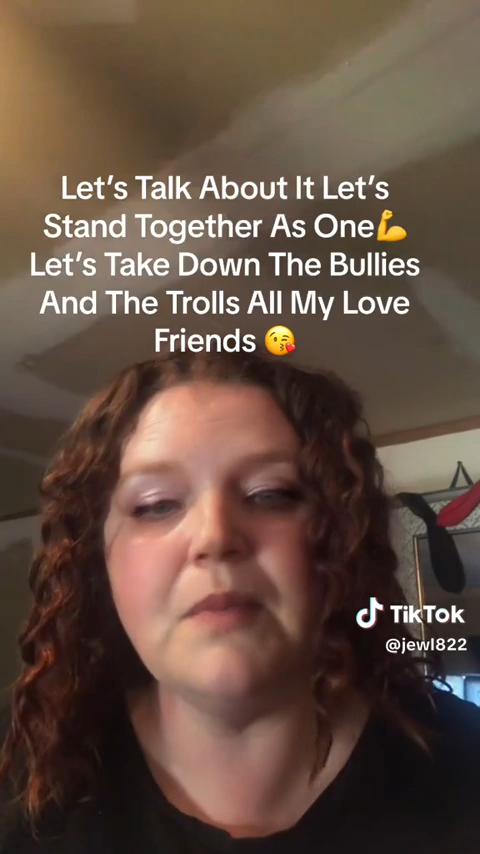 Let's Talk About It Let's
Stand Together As One💪
Let's Take Down The Bullies
And The Trolls All My Love
Friends 😘
TikTok
@jewl822